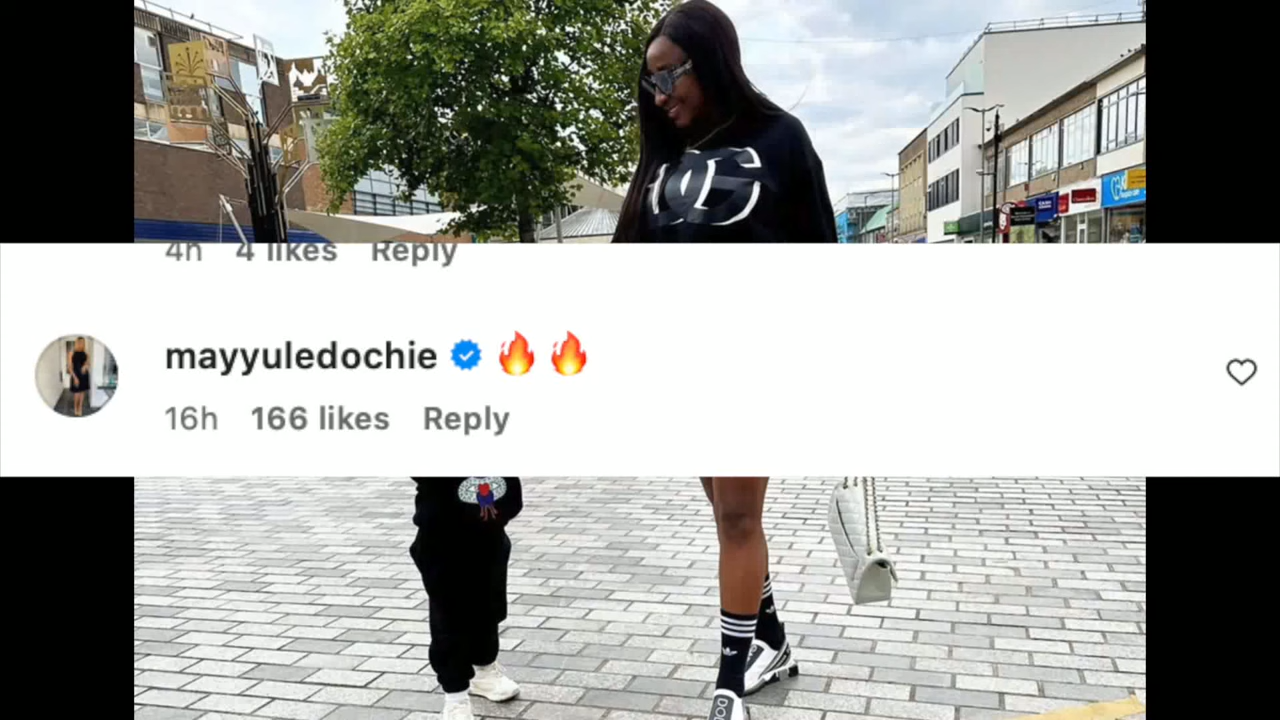 4h 4 likes Reply
mayyuledochie 🔥🔥
16h 166 likes Reply